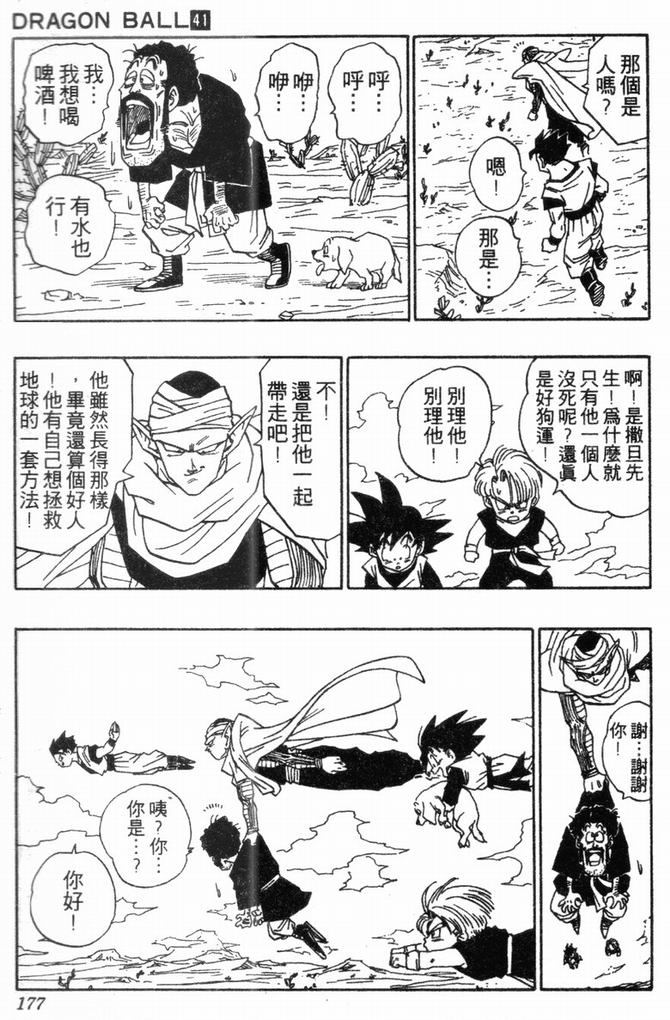 DRAGON BALL 41
那個是
人嗎？
嗯！
那是…
呼…
呼…
咿…
咿…
我…
我想喝
啤酒！
有水也
行！
啊！是撒旦先
生！爲什麼就
只有他一個人
沒死呢？還眞
是好狗運！
別理他！
別理他！
不！
還是把他一起
帶走吧！
他雖然長得那樣
，畢竟還算個好人
！他有自己想拯救
地球的一套方法！
謝…謝謝
你！
咦？你…
你是…？
你好！
177